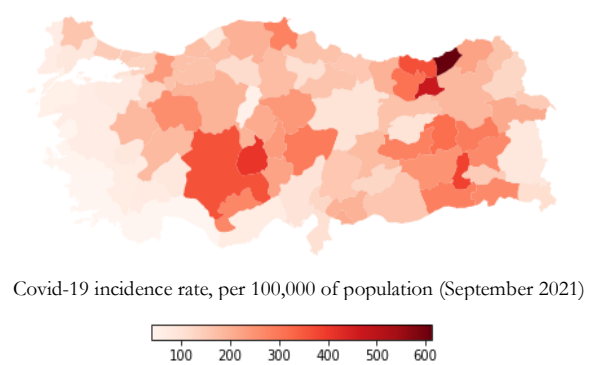 Covid-19 incidence rate, per 100,000 of population (September 2021)
100 200 300 400 500 600